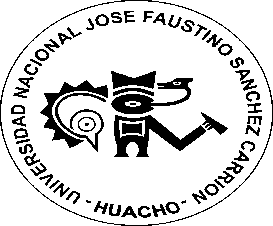 UNIVERSIDAD NACIONAL JOSE FAUSTINO SANCHEZ CARRION
- HUACHO -